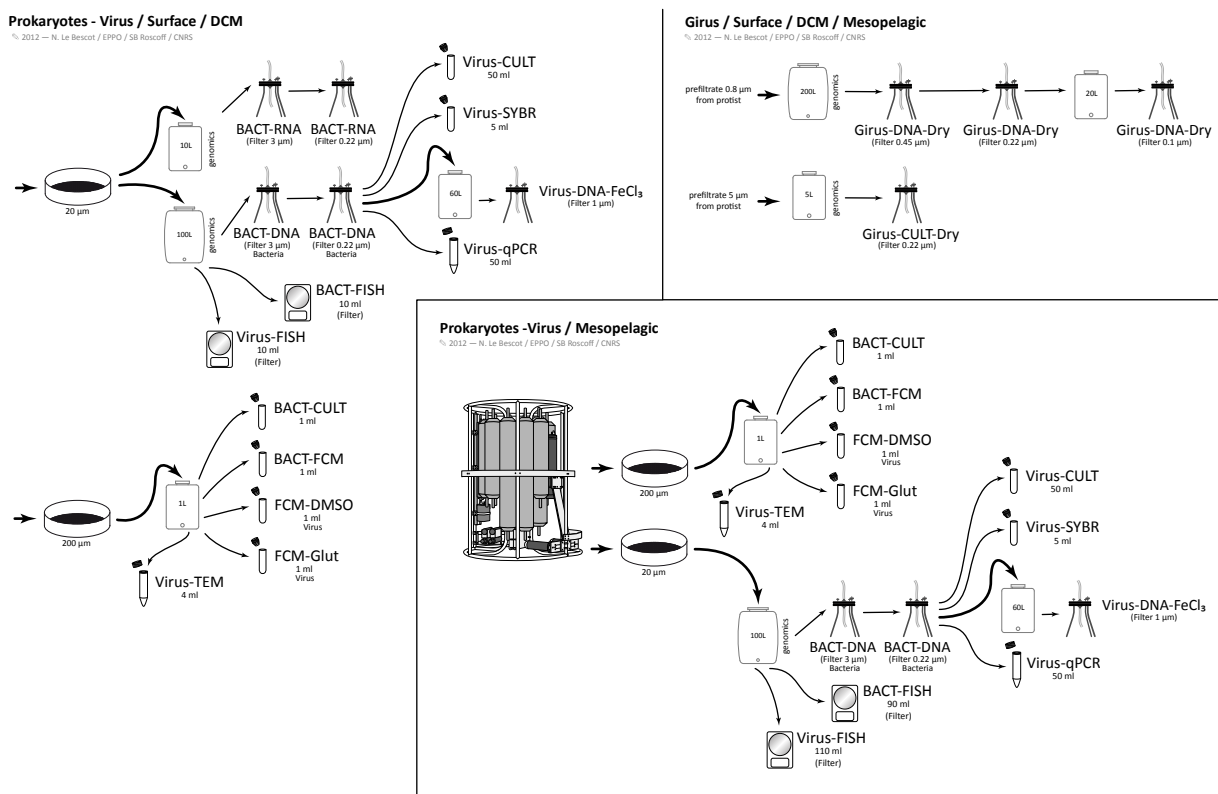 Prokaryotes - Virus / Surface / DCM
✎ 2012 — N. Le Bescot / EPPO / SB Roscoff / CNRS
20 µm
10L
genomics
BACT-RNA
(Filter 3 µm)
BACT-RNA
(Filter 0.22 µm)
100L
genomics
BACT-DNA
(Filter 3 µm)
Bacteria
BACT-DNA
(Filter 0.22 µm)
Bacteria
Virus-CULT
50 ml
Virus-SYBR
5 ml
60L
Virus-DNA-FeCl₃
(Filter 1 µm)
Virus-qPCR
50 ml
BACT-FISH
10 ml
(Filter)
Virus-FISH
10 ml
(Filter)
200 µm
1L
BACT-CULT
1 ml
BACT-FCM
1 ml
FCM-DMSO
1 ml
Virus
FCM-Glut
1 ml
Virus
Virus-TEM
4 ml
Girus / Surface / DCM / Mesopelagic
✎ 2012 — N. Le Bescot / EPPO / SB Roscoff / CNRS
prefiltrate 0.8 µm
from protist
200L
genomics
Girus-DNA-Dry
(Filter 0.45 µm)
Girus-DNA-Dry
(Filter 0.22 µm)
20L
Girus-DNA-Dry
(Filter 0.1 µm)
prefiltrate 5 µm
from protist
5L
genomics
Girus-CULT-Dry
(Filter 0.22 µm)
Prokaryotes -Virus / Mesopelagic
✎ 2012 — N. Le Bescot / EPPO / SB Roscoff / CNRS
200 µm
1L
BACT-CULT
1 ml
BACT-FCM
1 ml
FCM-DMSO
1 ml
Virus
FCM-Glut
1 ml
Virus
Virus-TEM
4 ml
20 µm
100L
genomics
BACT-DNA
(Filter 3 µm)
Bacteria
BACT-DNA
(Filter 0.22 µm)
Bacteria
Virus-CULT
50 ml
Virus-SYBR
5 ml
60L
Virus-DNA-FeCl₃
(Filter 1 µm)
Virus-qPCR
50 ml
BACT-FISH
90 ml
(Filter)
Virus-FISH
110 ml
(Filter)